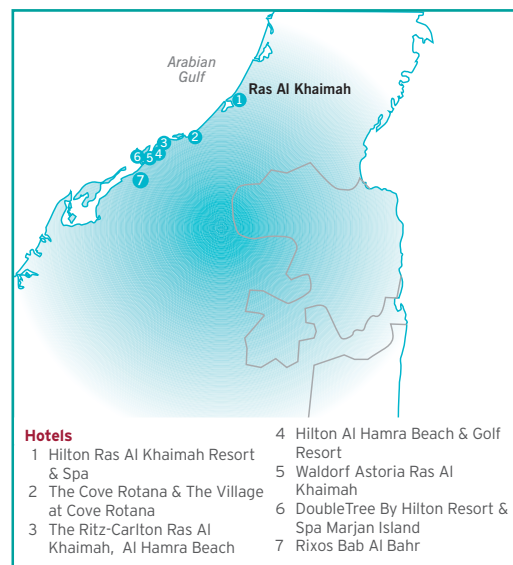 Arabian
Gulf
Ras Al Khaimah
1
2
3
4
5
6
7
Hotels
1 Hilton Ras Al Khaimah Resort
& Spa
2 The Cove Rotana & The Village
at Cove Rotana
3 The Ritz-Carlton Ras Al
Khaimah, Al Hamra Beach
4 Hilton Al Hamra Beach & Golf
Resort
5 Waldorf Astoria Ras Al
Khaimah
6 DoubleTree By Hilton Resort &
Spa Marjan Island
7 Rixos Bab Al Bahr